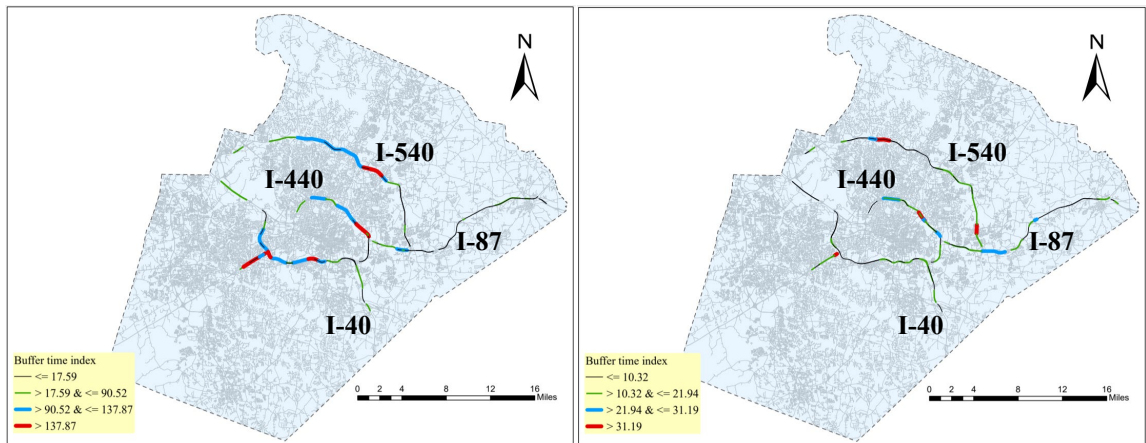 N
I-540
I-440
I-87
I-40
Buffer time index
<= 17.59
> 17.59 & <= 90.52
> 90.52 & <= 137.87
> 137.87
0 2 4 8 12 16
Miles
N
I-540
I-440
I-87
I-40
Buffer time index
<= 10.32
> 10.32 & <= 21.94
> 21.94 & <= 31.19
> 31.19
0 2 4 8 12 16
Miles